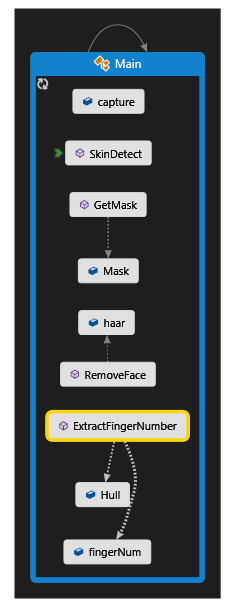 Main
capture
SkinDetect
GetMask
Mask
haar
RemoveFace
ExtractFingerNumber
Hull
fingerNum